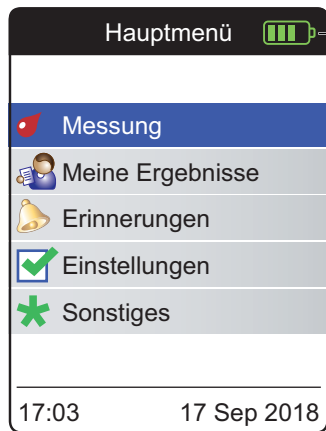 Hauptmenü
Messung
Meine Ergebnisse
Erinnerungen
Einstellungen
Sonstiges
17:03 17 Sep 2018